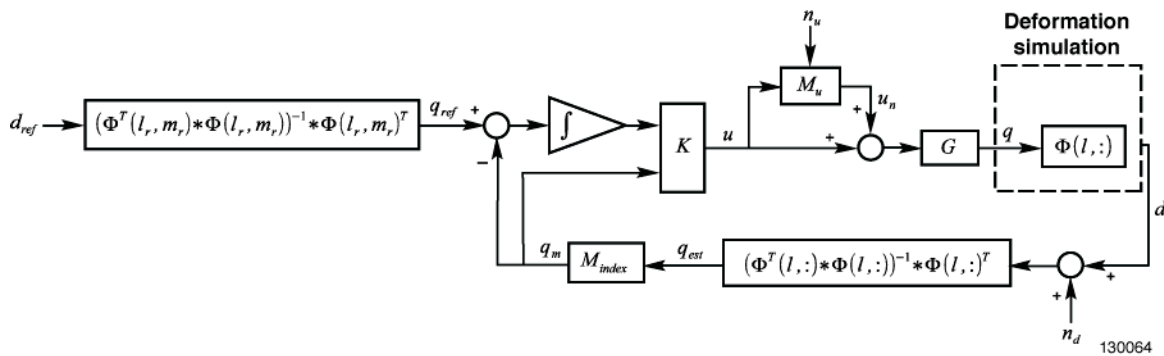 Deformation
simulation
n_u
M_u
u_n
d_ref
(Φ^T(l_r, m_r)*Φ(l_r, m_r))^{-1}*Φ(l_r, m_r)^T
q_ref
+
−
∫
K
u
+
+
G
q
Φ(l,:)
d
q_m
M_index
q_est
(Φ^T(l,:)*Φ(l,:))^{-1}*Φ(l,:)^T
+
+
n_d
130064